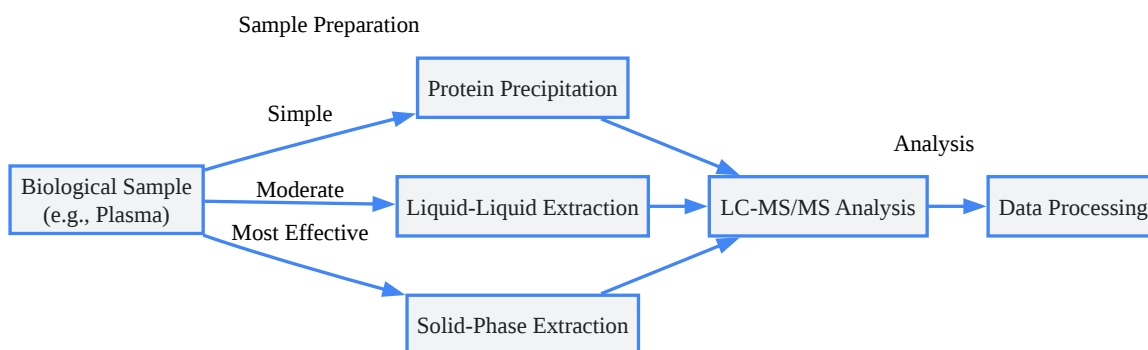 Sample Preparation
Protein Precipitation
Simple
Analysis
Biological Sample
(e.g., Plasma)
Moderate
Liquid-Liquid Extraction
LC-MS/MS Analysis
Data Processing
Most Effective
Solid-Phase Extraction